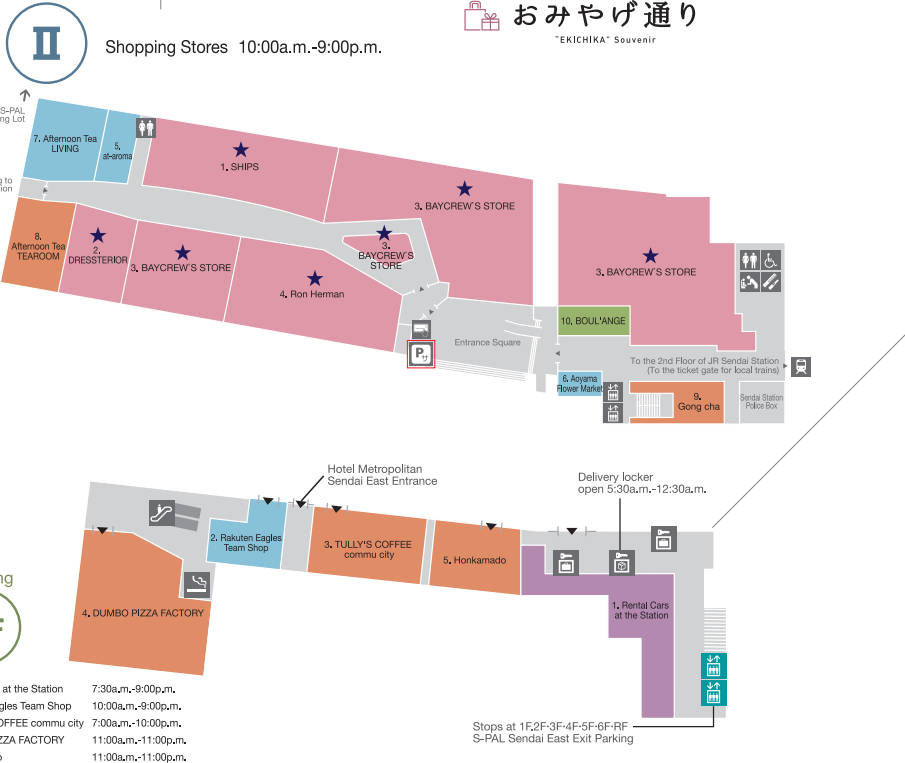 おみやげ通り
"EKICHIKA" Souvenir
II
Shopping Stores 10:00a.m.-9:00p.m.
S-PAL
7. Afternoon Tea
LIVING
5.
at-aroma
1. SHIPS
3. BAYCREW'S STORE
3. BAYCREW'S STORE
8.
Afternoon Tea
TEAROOM
2.
DRESSTERIOR
3. BAYCREW'S STORE
3.
BAYCREW'S
STORE
4. Ron Herman
Pサ
Entrance Square
10. BOUL'ANGE
To the 2nd Floor of JR Sendai Station
(To the ticket gate for local trains)
6. Aoyama
Flower Market
9.
Gong cha
Sendai Station
Police Box
Hotel Metropolitan
Sendai East Entrance
Delivery locker
open 5:30a.m.-12:30a.m.
2. Rakuten Eagles
Team Shop
3. TULLY'S COFFEE
commu city
5. Honkamado
4. DUMBO PIZZA FACTORY
1. Rental Cars
at the Station
Stops at 1F·2F·3F·4F·5F·6F·RF
S-PAL Sendai East Exit Parking
at the Station 7:30a.m.-9:00p.m.
gles Team Shop 10:00a.m.-9:00p.m.
OFFEE commu city 7:00a.m.-10:00p.m.
ZZA FACTORY 11:00a.m.-11:00p.m.
11:00a.m.-11:00p.m.